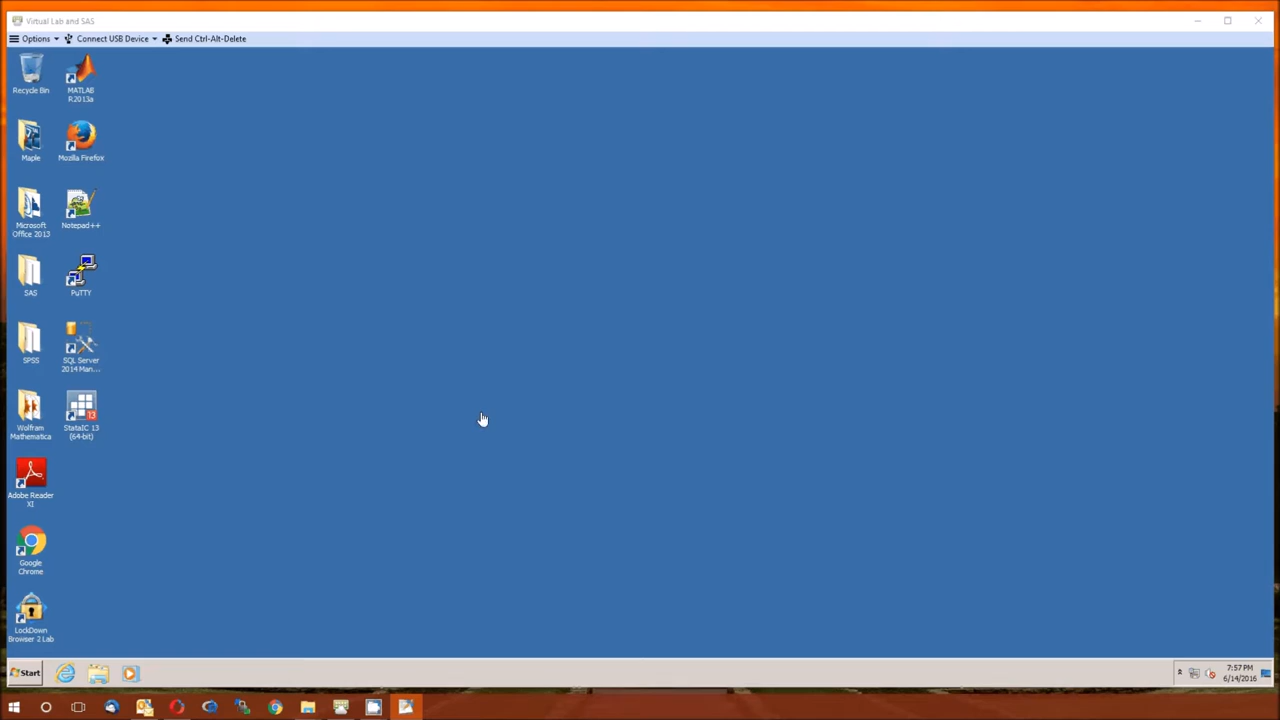 Virtual Lab and SAS
Options Connect USB Device Send Ctrl-Alt-Delete
Recycle Bin
MATLAB
R2013a
Maple
Mozilla Firefox
Microsoft
Office 2013
Notepad++
SAS
PuTTY
SPSS
SQL Server
2014 Man...
Wolfram
Mathematica
StataIC 13
(64-bit)
13
Adobe Reader
XI
Google
Chrome
LockDown
Browser 2 Lab
Start
7:57 PM
6/14/2016